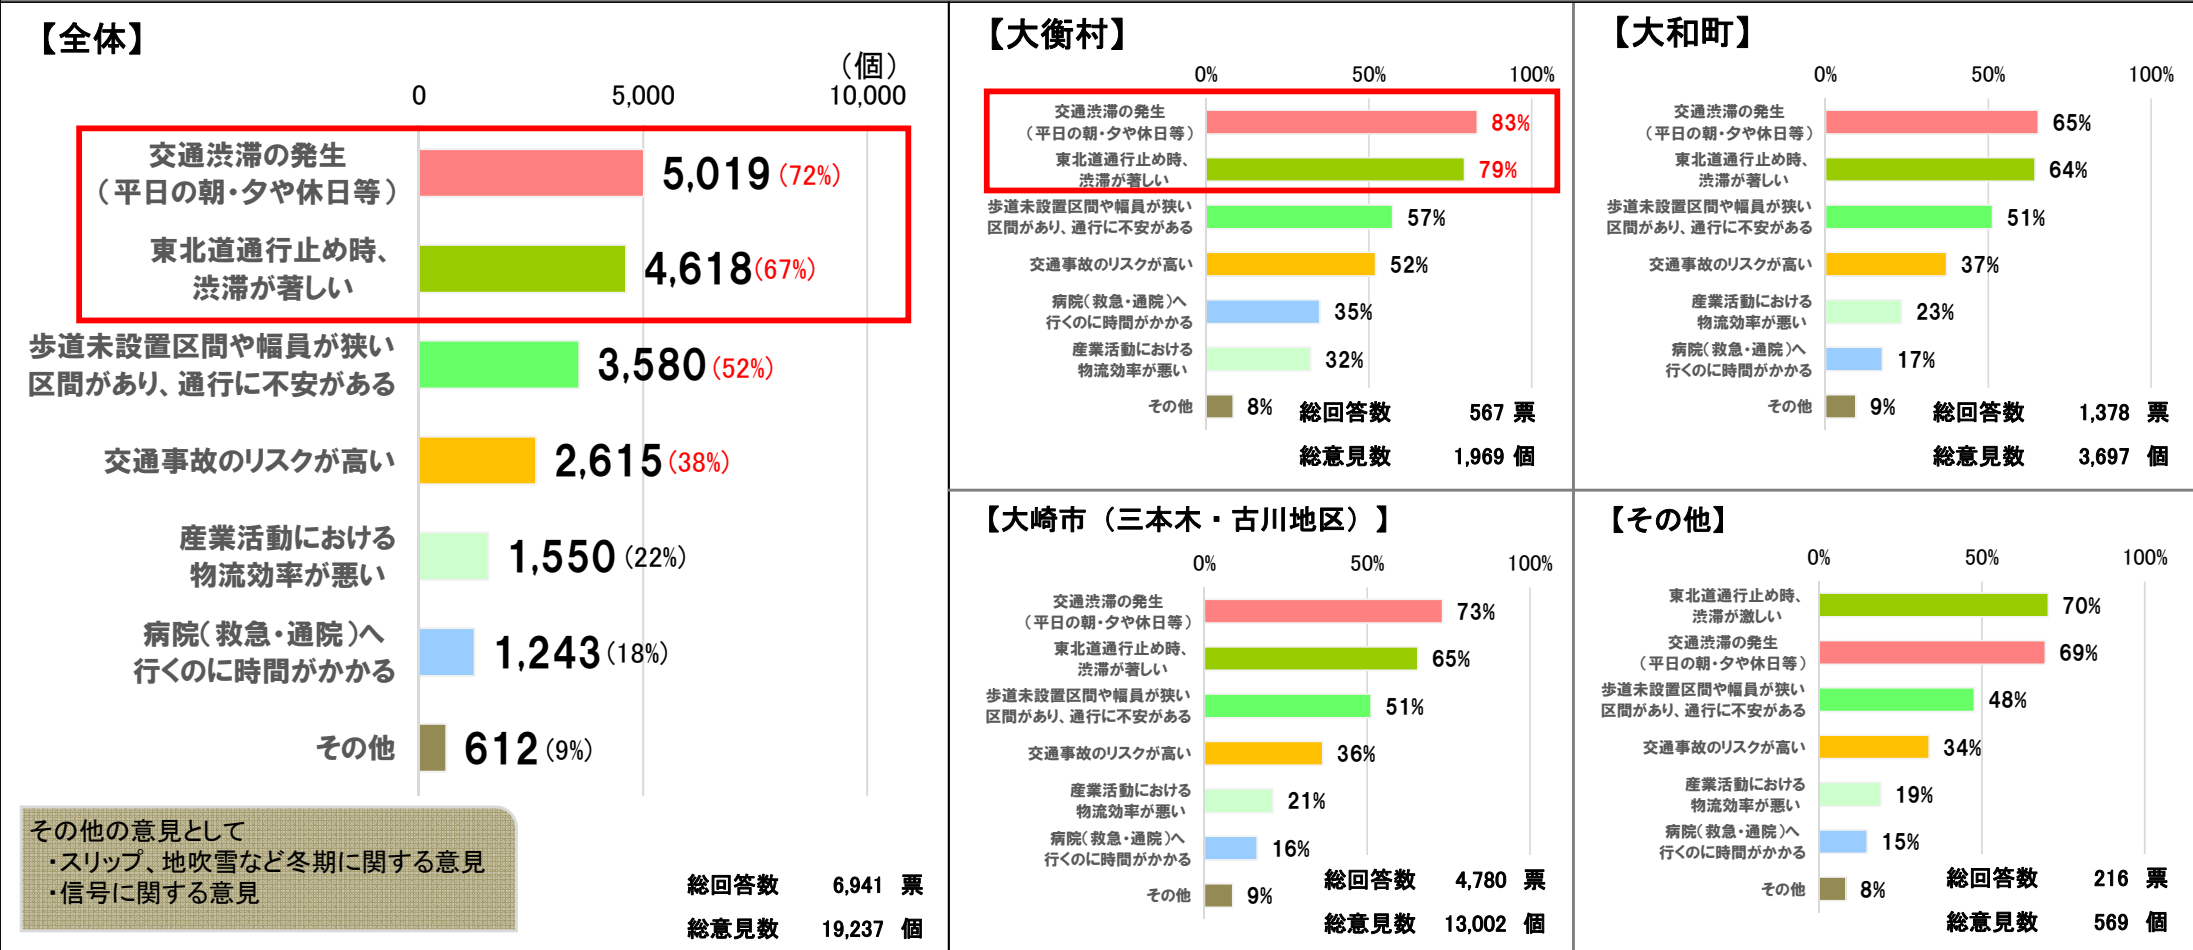 【全体】
（個）
0
5,000
10,000
交通渋滞の発生
（平日の朝・夕や休日等）
5,019 (72%)
東北道通行止め時、
渋滞が著しい
4,618 (67%)
歩道未設置区間や幅員が狭い
区間があり、通行に不安がある
3,580 (52%)
交通事故のリスクが高い
2,615 (38%)
産業活動における
物流効率が悪い
1,550 (22%)
病院（救急・通院）へ
行くのに時間がかかる
1,243 (18%)
その他
612 (9%)
その他の意見として
・スリップ、地吹雪など冬期に関する意見
・信号に関する意見
総回答数 6,941 票
総意見数 19,237 個
【大衡村】
0%
50%
100%
交通渋滞の発生
（平日の朝・夕や休日等）
83%
東北道通行止め時、
渋滞が著しい
79%
歩道未設置区間や幅員が狭い
区間があり、通行に不安がある
57%
交通事故のリスクが高い
52%
病院（救急・通院）へ
行くのに時間がかかる
35%
産業活動における
物流効率が悪い
32%
その他
8%
総回答数 567 票
総意見数 1,969 個
【大和町】
0%
50%
100%
交通渋滞の発生
（平日の朝・夕や休日等）
65%
東北道通行止め時、
渋滞が著しい
64%
歩道未設置区間や幅員が狭い
区間があり、通行に不安がある
51%
交通事故のリスクが高い
37%
産業活動における
物流効率が悪い
23%
病院（救急・通院）へ
行くのに時間がかかる
17%
その他
9%
総回答数 1,378 票
総意見数 3,697 個
【大崎市（三本木・古川地区）】
0%
50%
100%
交通渋滞の発生
（平日の朝・夕や休日等）
73%
東北道通行止め時、
渋滞が著しい
65%
歩道未設置区間や幅員が狭い
区間があり、通行に不安がある
51%
交通事故のリスクが高い
36%
産業活動における
物流効率が悪い
21%
病院（救急・通院）へ
行くのに時間がかかる
16%
その他
9%
総回答数 4,780 票
総意見数 13,002 個
【その他】
0%
50%
100%
東北道通行止め時、
渋滞が激しい
70%
交通渋滞の発生
（平日の朝・夕や休日等）
69%
歩道未設置区間や幅員が狭い
区間があり、通行に不安がある
48%
交通事故のリスクが高い
34%
産業活動における
物流効率が悪い
19%
病院（救急・通院）へ
行くのに時間がかかる
15%
その他
8%
総回答数 216 票
総意見数 569 個